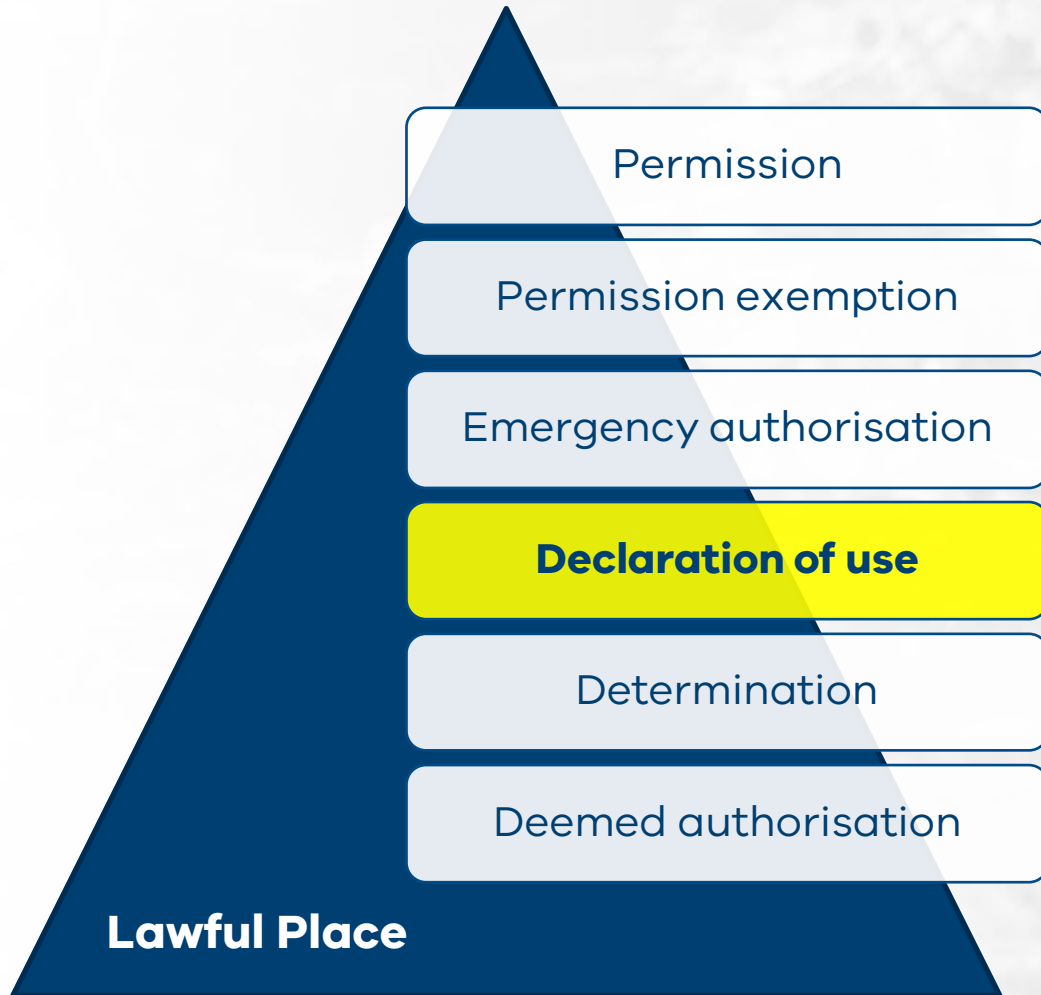 Permission
Permission exemption
Emergency authorisation
Declaration of use
Determination
Deemed authorisation
Lawful Place